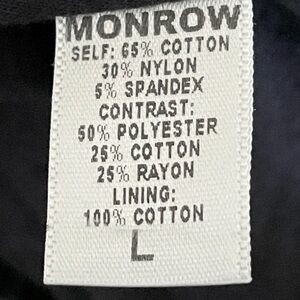 MONROW
SELF: 65% COTTON
30% NYLON
5% SPANDEX
CONTRAST:
50% POLYESTER
25% COTTON
25% RAYON
LINING:
100% COTTON
L